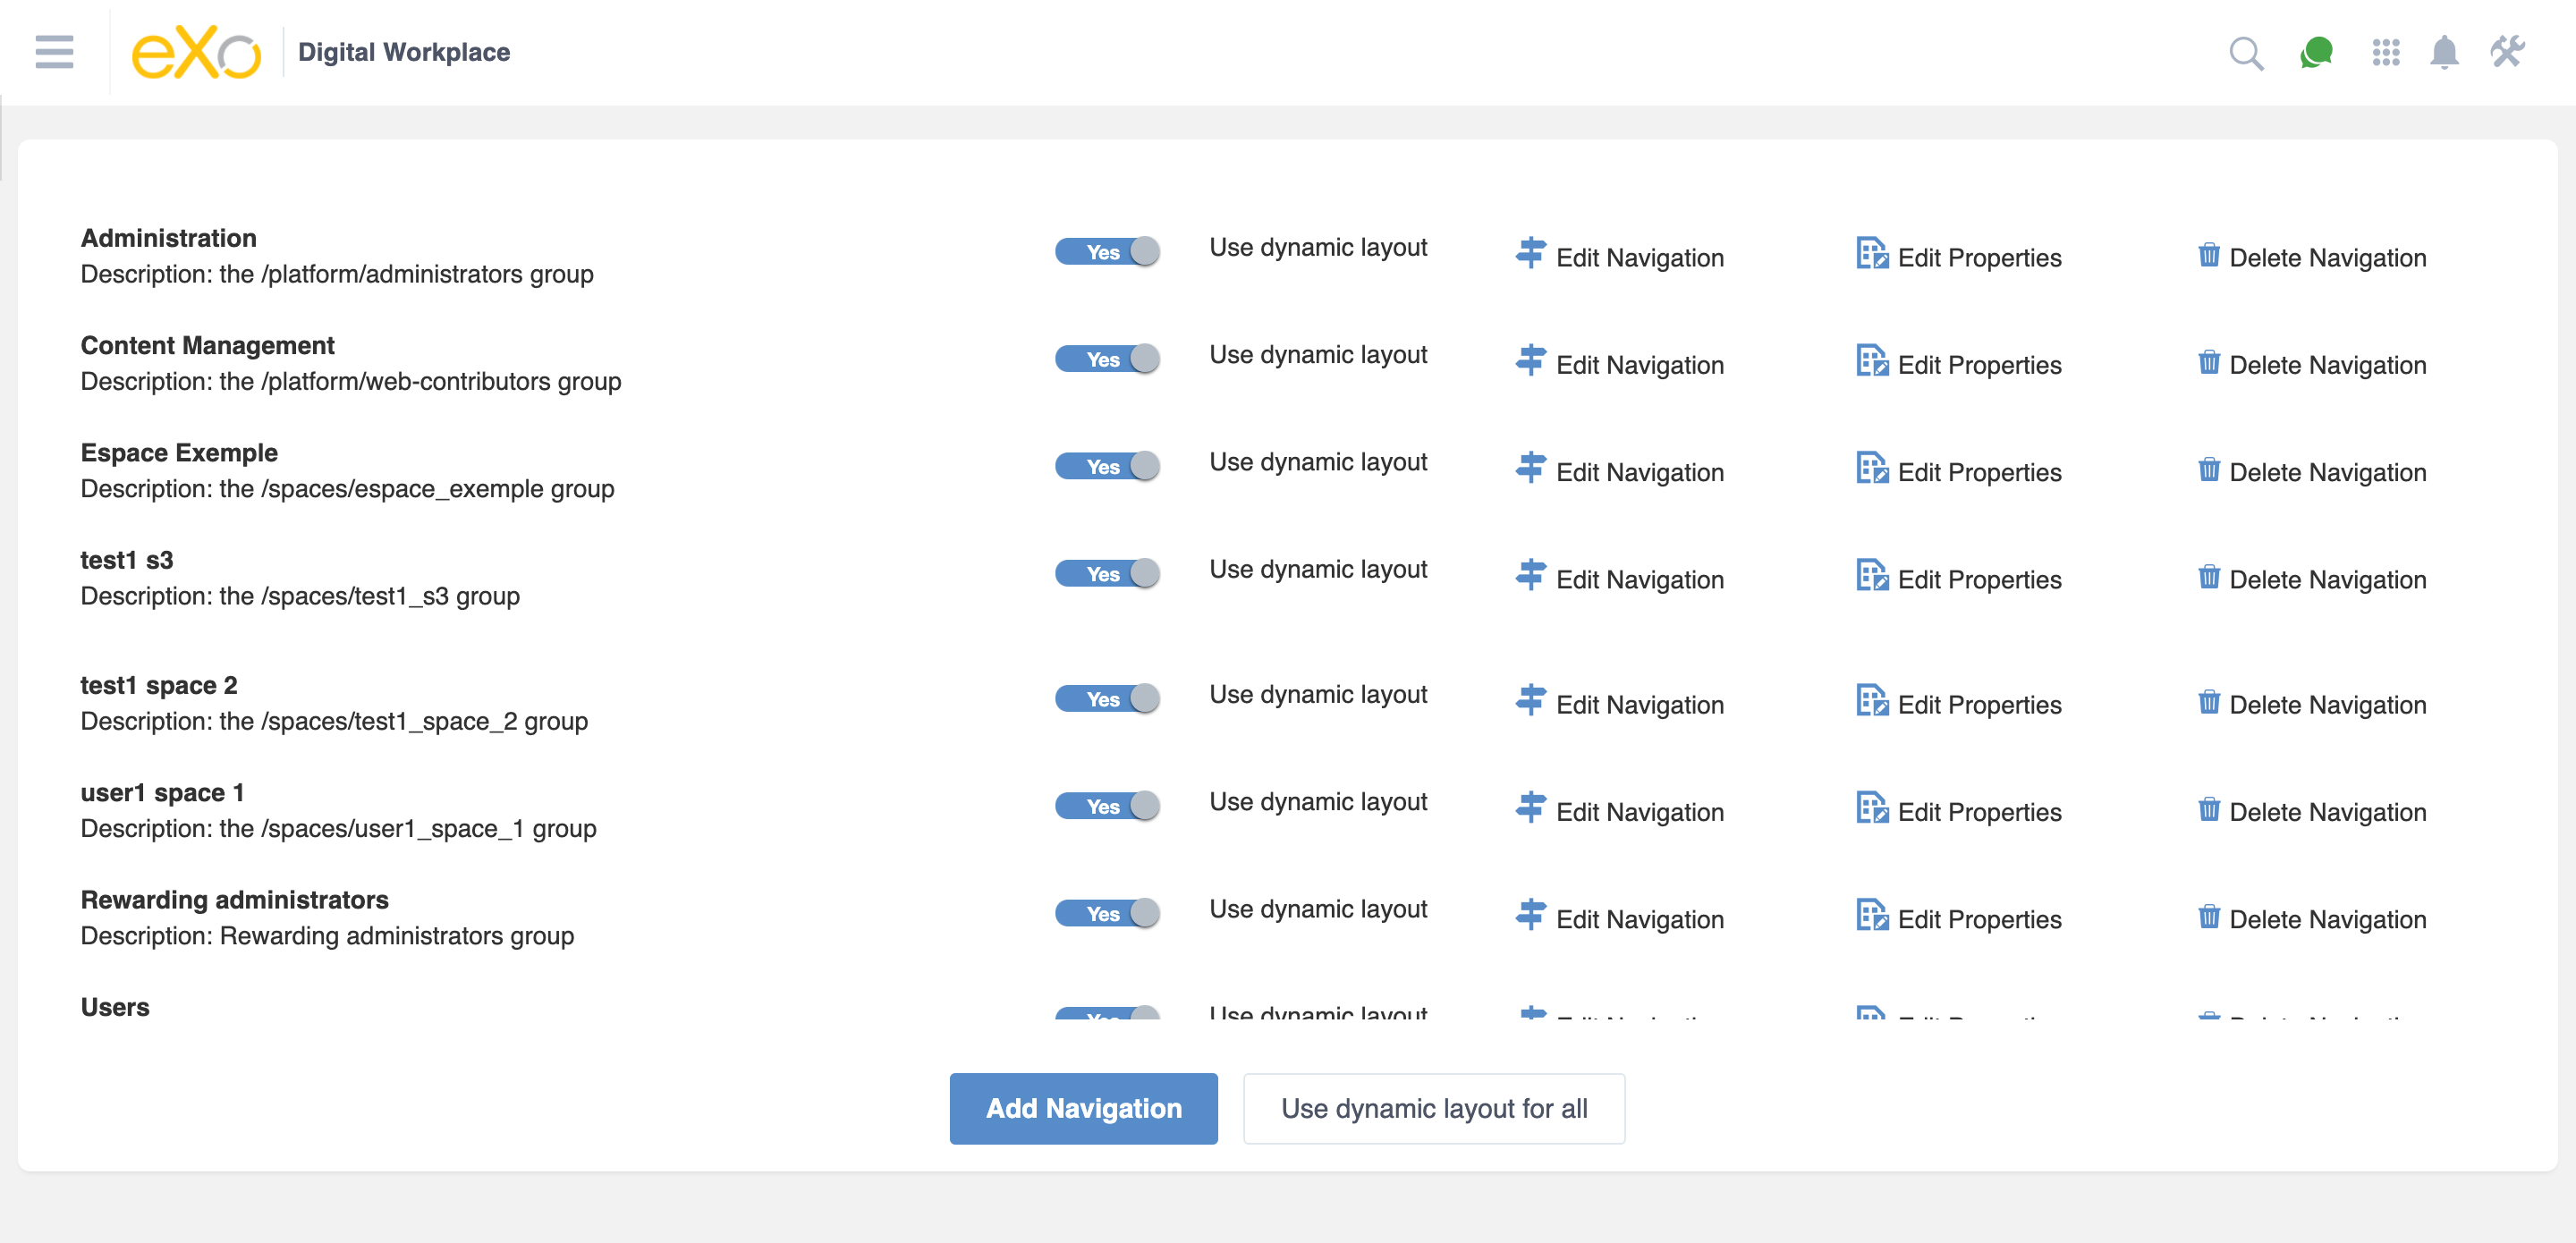 eXo Digital Workplace
Administration
Description: the /platform/administrators group
Yes Use dynamic layout Edit Navigation Edit Properties Delete Navigation
Content Management
Description: the /platform/web-contributors group
Yes Use dynamic layout Edit Navigation Edit Properties Delete Navigation
Espace Exemple
Description: the /spaces/espace_exemple group
Yes Use dynamic layout Edit Navigation Edit Properties Delete Navigation
test1 s3
Description: the /spaces/test1_s3 group
Yes Use dynamic layout Edit Navigation Edit Properties Delete Navigation
test1 space 2
Description: the /spaces/test1_space_2 group
Yes Use dynamic layout Edit Navigation Edit Properties Delete Navigation
user1 space 1
Description: the /spaces/user1_space_1 group
Yes Use dynamic layout Edit Navigation Edit Properties Delete Navigation
Rewarding administrators
Description: Rewarding administrators group
Yes Use dynamic layout Edit Navigation Edit Properties Delete Navigation
Users
Yes Use dynamic layout
Add Navigation Use dynamic layout for all